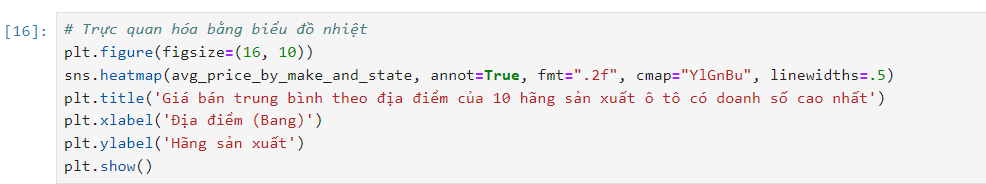 [16]: # Trực quan hóa bằng biểu đồ nhiệt
plt.figure(figsize=(16, 10))
sns.heatmap(avg_price_by_make_and_state, annot=True, fmt=".2f", cmap="YlGnBu", linewidths=.5)
plt.title('Giá bán trung bình theo địa điểm của 10 hãng sản xuất ô tô có doanh số cao nhất')
plt.xlabel('Địa điểm (Bang)')
plt.ylabel('Hãng sản xuất')
plt.show()